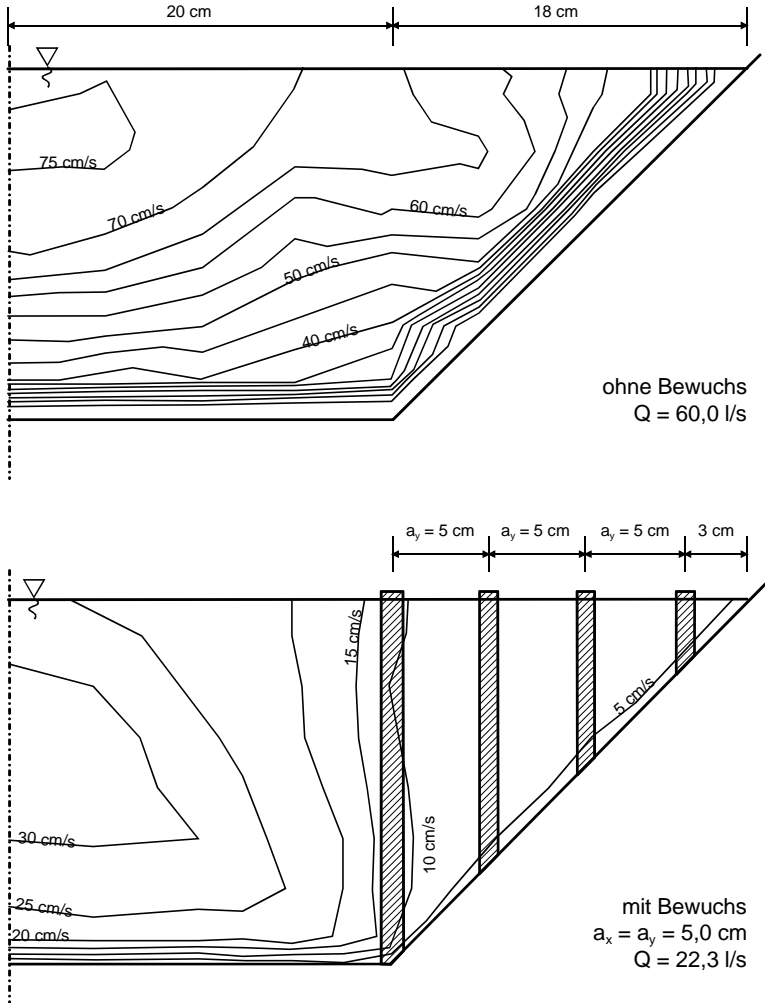 20 cm
18 cm
75 cm/s
70 cm/s
60 cm/s
50 cm/s
40 cm/s
ohne Bewuchs
Q = 60,0 l/s
a_y = 5 cm
a_y = 5 cm
a_y = 5 cm
3 cm
15 cm/s
5 cm/s
10 cm/s
30 cm/s
25 cm/s
20 cm/s
mit Bewuchs
a_x = a_y = 5,0 cm
Q = 22,3 l/s